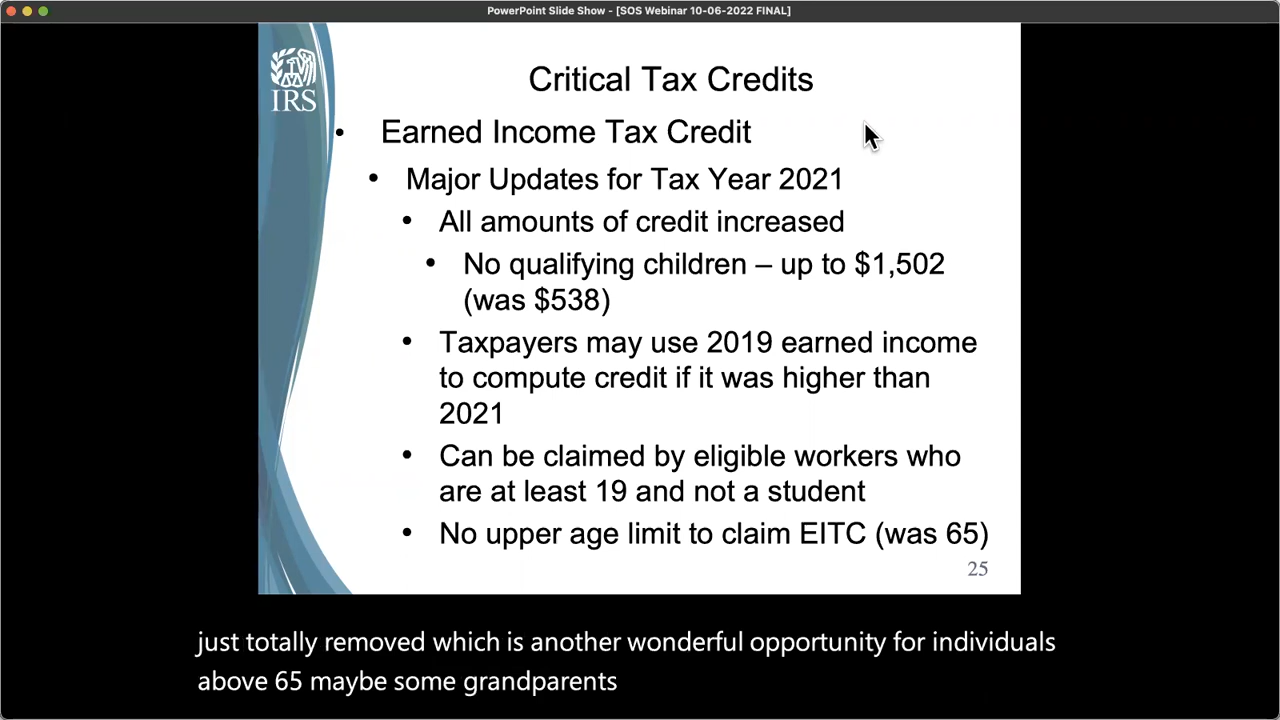 PowerPoint Slide Show - [SOS Webinar 10-06-2022 FINAL]
IRS
Critical Tax Credits
• Earned Income Tax Credit
• Major Updates for Tax Year 2021
• All amounts of credit increased
• No qualifying children – up to $1,502
(was $538)
• Taxpayers may use 2019 earned income
to compute credit if it was higher than
2021
• Can be claimed by eligible workers who
are at least 19 and not a student
• No upper age limit to claim EITC (was 65)
25
just totally removed which is another wonderful opportunity for individuals
above 65 maybe some grandparents